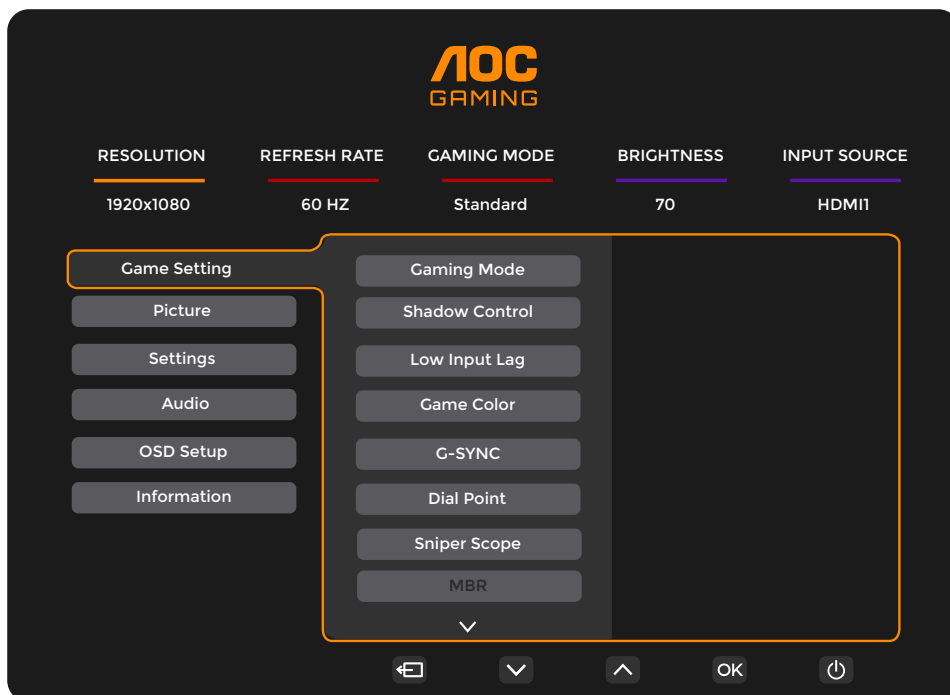 AOC
GAMING
RESOLUTION REFRESH RATE GAMING MODE BRIGHTNESS INPUT SOURCE
1920x1080 60 HZ Standard 70 HDMI1
Game Setting
Picture
Settings
Audio
OSD Setup
Information
Gaming Mode
Shadow Control
Low Input Lag
Game Color
G-SYNC
Dial Point
Sniper Scope
MBR
OK